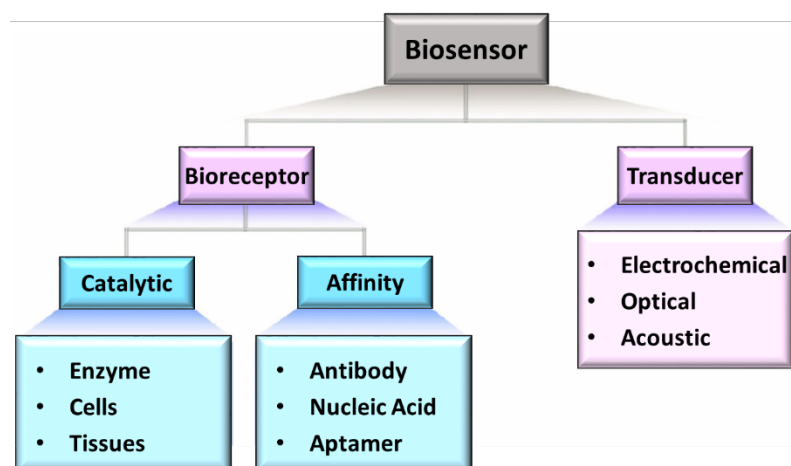 Biosensor
Bioreceptor
Transducer
Catalytic
Affinity
• Electrochemical
• Optical
• Acoustic
• Enzyme
• Cells
• Tissues
• Antibody
• Nucleic Acid
• Aptamer